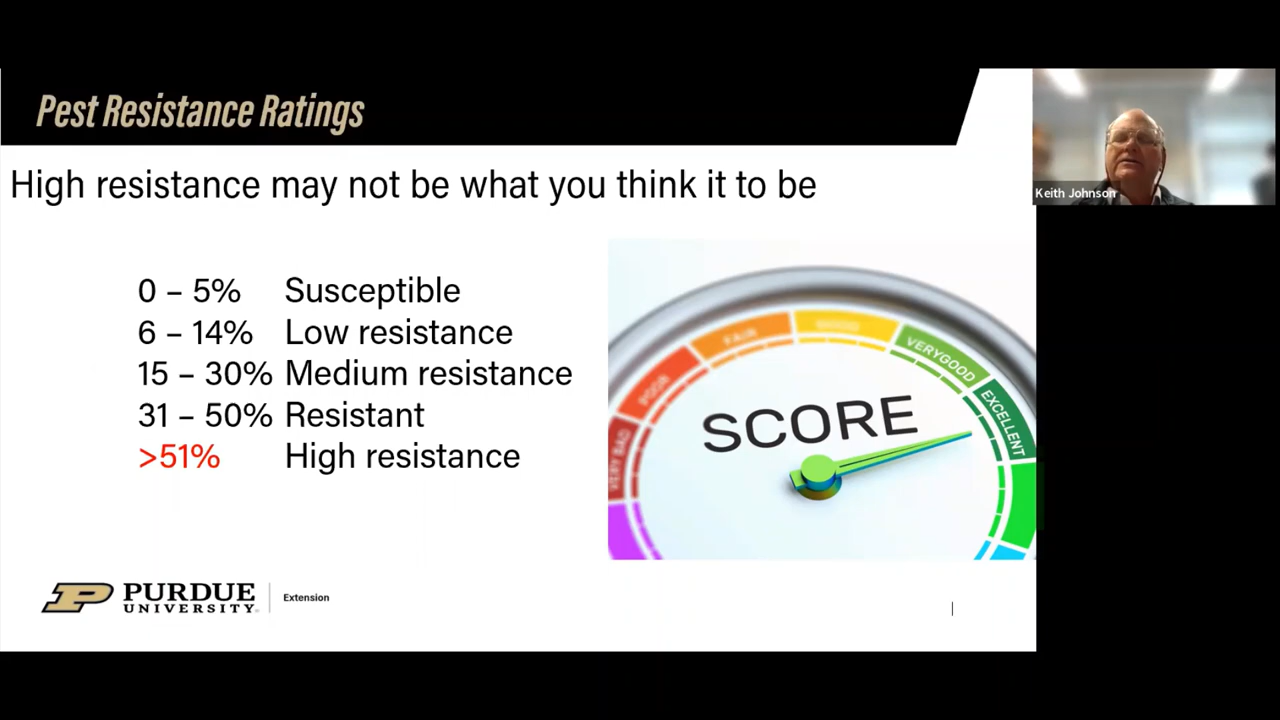 Pest Resistance Ratings
Keith Johnson
High resistance may not be what you think it to be
0 – 5% Susceptible
6 – 14% Low resistance
15 – 30% Medium resistance
31 – 50% Resistant
>51% High resistance
VERY BAD
POOR
FAIR
GOOD
VERYGOOD
EXCELLENT
SCORE
PURDUE
UNIVERSITY
Extension